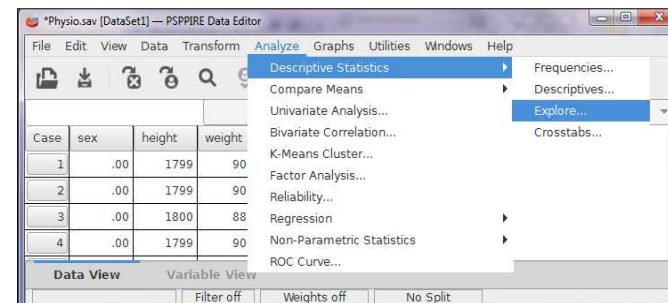 *Physio.sav [DataSet1] — PSPPIRE Data Editor
File Edit View Data Transform Analyze Graphs Utilities Windows Help
Descriptive Statistics
Compare Means
Univariate Analysis...
Bivariate Correlation...
K-Means Cluster...
Factor Analysis...
Reliability...
Regression
Non-Parametric Statistics
ROC Curve...
Frequencies...
Descriptives...
Explore...
Crosstabs...
Case sex height weight
1 .00 1799 90
2 .00 1799 90
3 .00 1800 88
4 .00 1799 90
Data View Variable View
Filter off Weights off No Split